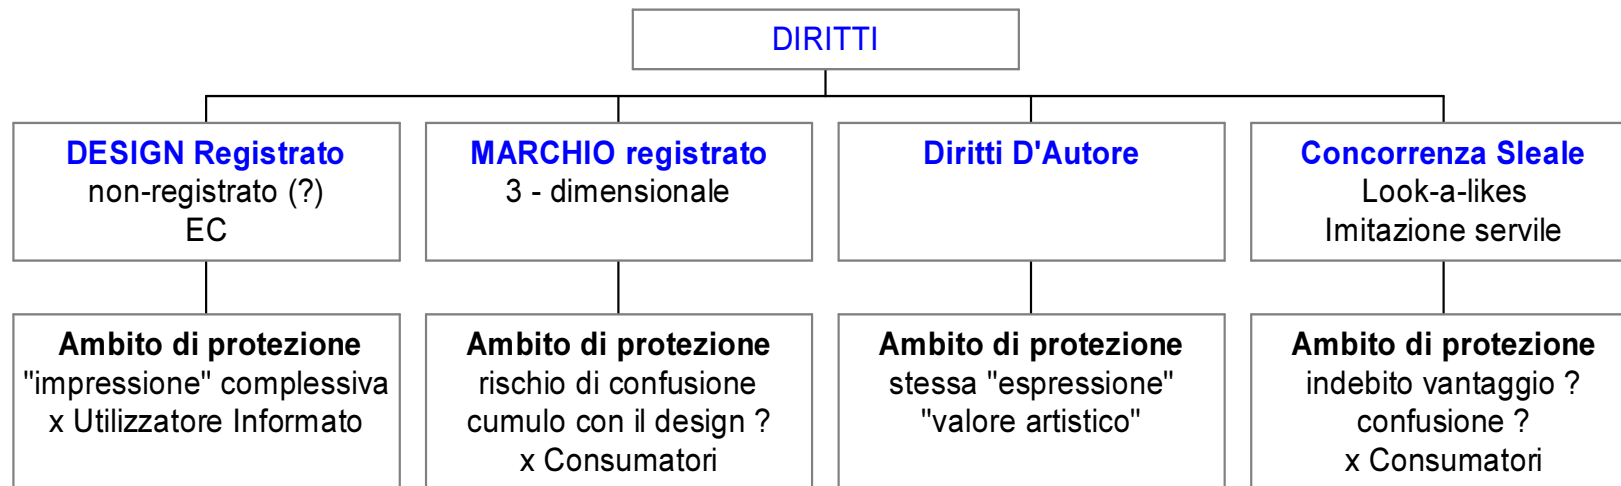 DIRITTI
DESIGN Registrato
non-registrato (?)
EC
MARCHIO registrato
3 - dimensionale
Diritti D'Autore
Concorrenza Sleale
Look-a-likes
Imitazione servile
Ambito di protezione
"impressione" complessiva
x Utilizzatore Informato
Ambito di protezione
rischio di confusione
cumulo con il design ?
x Consumatori
Ambito di protezione
stessa "espressione"
"valore artistico"
Ambito di protezione
indebito vantaggio ?
confusione ?
x Consumatori